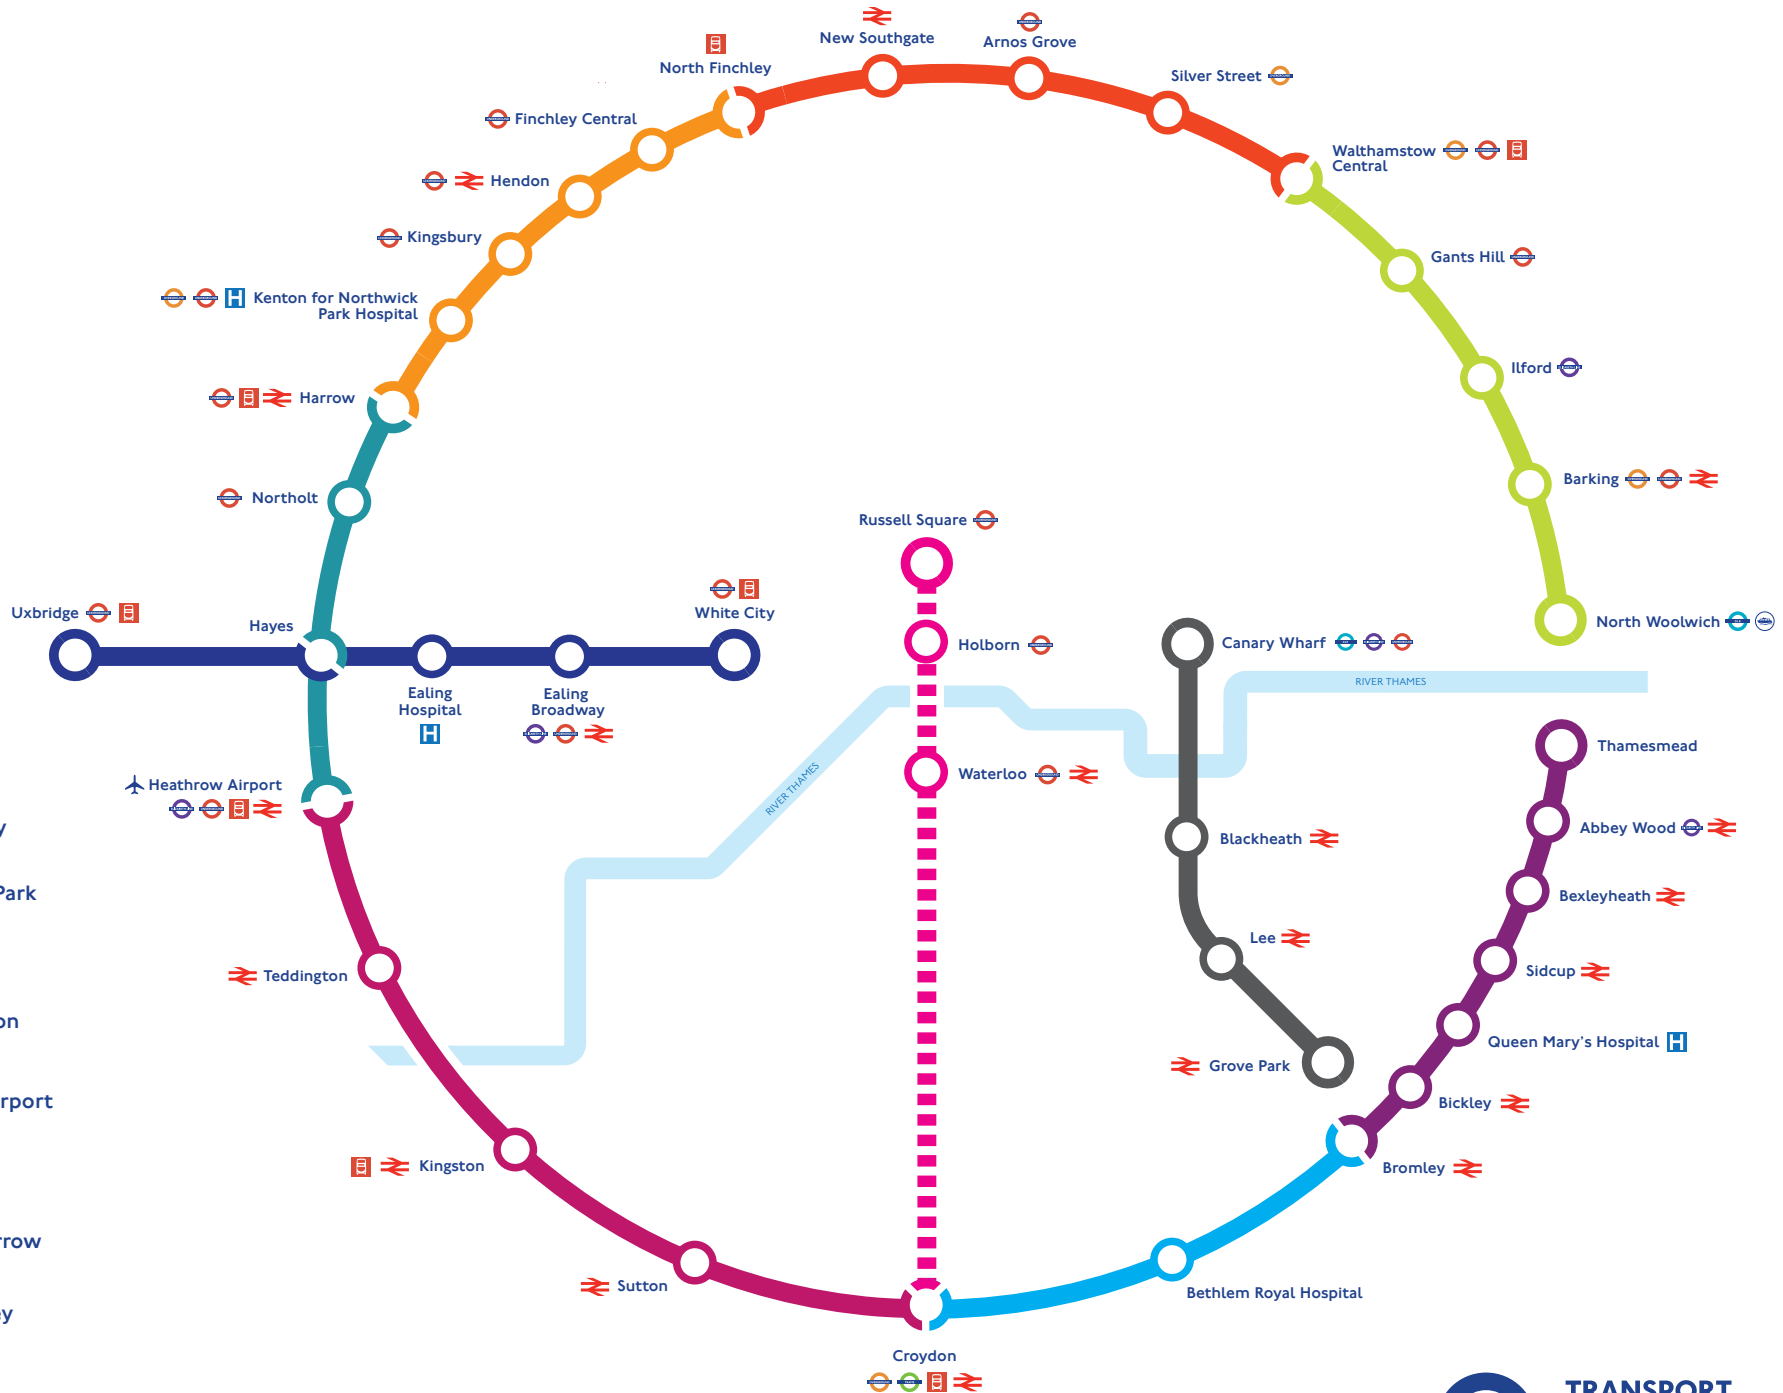 New Southgate
Arnos Grove
North Finchley
Silver Street
Finchley Central
Walthamstow
Central
Hendon
Kingsbury
Gants Hill
Kenton for Northwick
Park Hospital
Ilford
Harrow
Barking
Northolt
Russell Square
Uxbridge
Hayes
White City
North Woolwich
Holborn
Canary Wharf
RIVER THAMES
Ealing
Hospital
Ealing
Broadway
Thamesmead
Waterloo
RIVER THAMES
Heathrow Airport
Abbey Wood
y
Blackheath
Park
Bexleyheath
Lee
Sidcup
Teddington
on
Queen Mary's Hospital
Grove Park
rport
Bickley
Kingston
Bromley
rrow
Sutton
Bethlem Royal Hospital
ey
Croydon
TRANSPORT